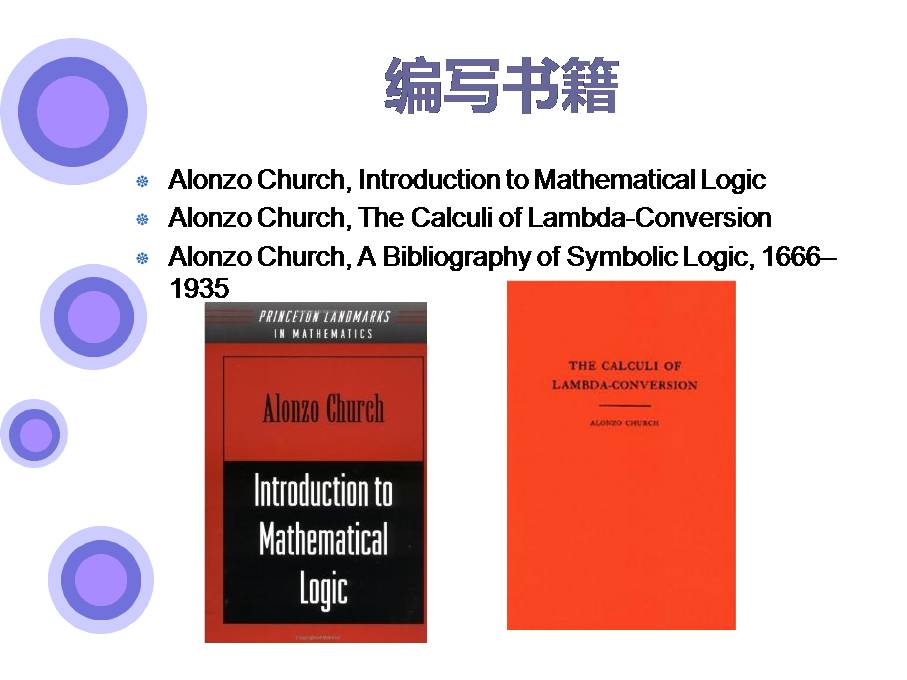 编写书籍
Alonzo Church, Introduction to Mathematical Logic
Alonzo Church, The Calculi of Lambda-Conversion
Alonzo Church, A Bibliography of Symbolic Logic, 1666–
1935
PRINCETON LANDMARKS
IN MATHEMATICS
Alonzo Church
Introduction to
Mathematical
Logic
THE CALCULI OF
LAMBDA-CONVERSION
ALONZO CHURCH